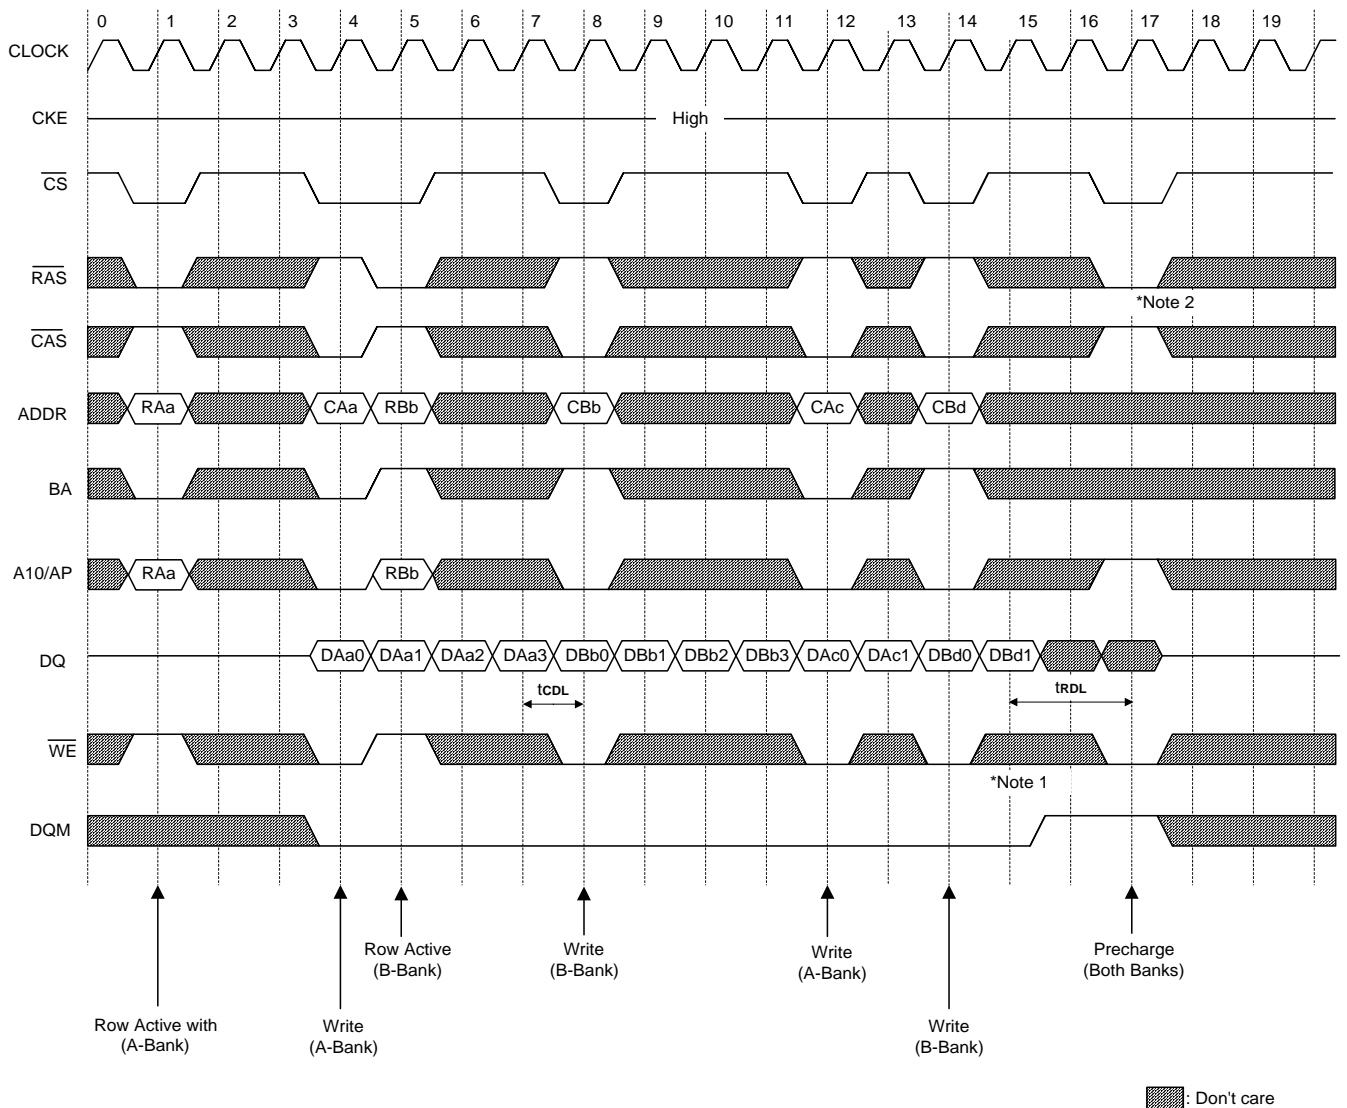 0 1 2 3 4 5 6 7 8 9 10 11 12 13 14 15 16 17 18 19
CLOCK
CKE High
CS
RAS
*Note 2
CAS
ADDR RAa CAa RBb CBb CAc CBd
BA
A10/AP RAa RBb
DQ DAa0 DAa1 DAa2 DAa3 DBb0 DBb1 DBb2 DBb3 DAc0 DAc1 DBd0 DBd1
tCDL tRDL
WE
*Note 1
DQM
Row Active
(B-Bank)
Write
(B-Bank)
Write
(A-Bank)
Precharge
(Both Banks)
Row Active with
(A-Bank)
Write
(A-Bank)
Write
(B-Bank)
: Don't care